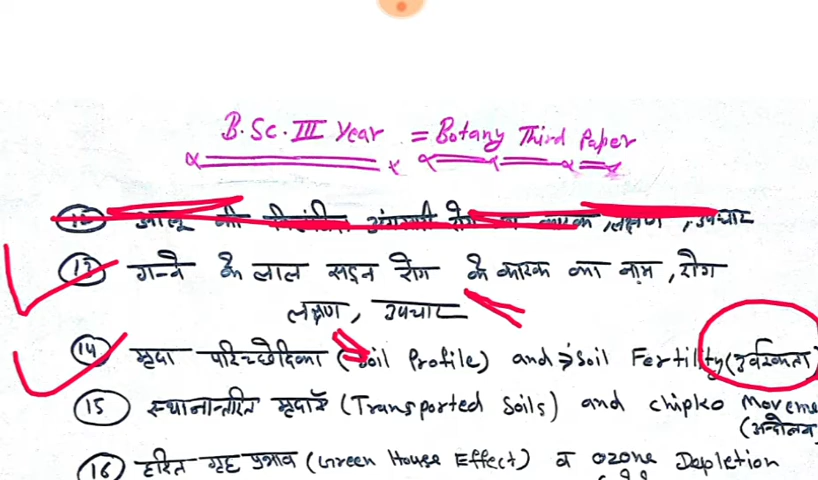 B.Sc. III Year = Botany Third Paper
आलू की अंगमारी रोग के कारक, लक्षण, उपचार
13 गन्ने के लाल सड़न रोग के कारक का नाम, रोग
लक्षण, उपचार
14 मृदा परिच्छेदिका (Soil Profile) and Soil Fertility (उर्वरकता)
15 स्थानान्तरित मृदाएँ (Transported Soils) and chipko Moveme
(आन्दोलन
16 हरित गृह प्रभाव (Green House Effect) व ozone Depletion